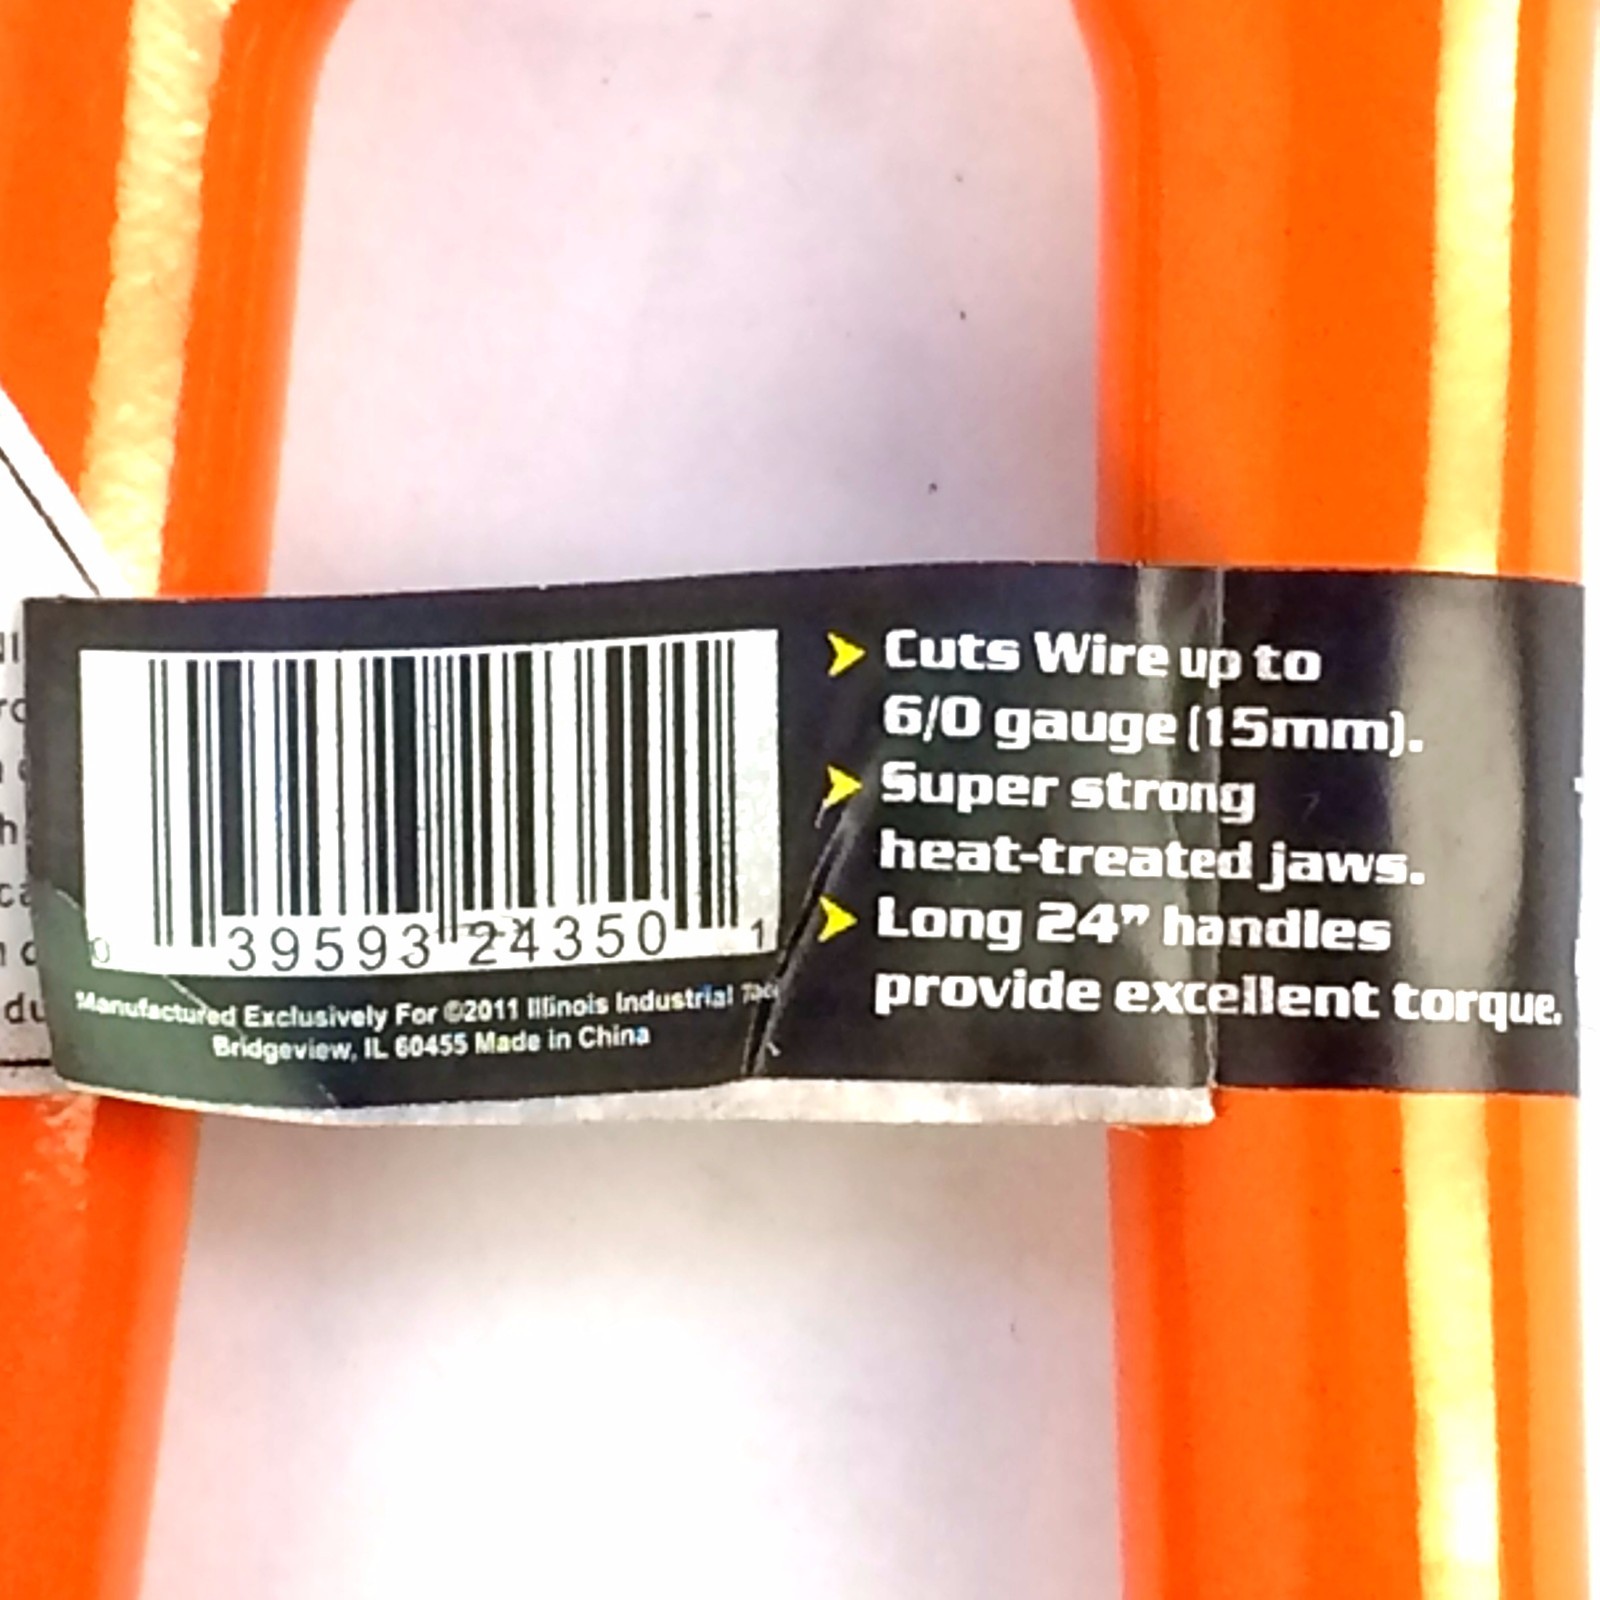 0 39593 24350 1
Manufactured Exclusively For ©2011 Illinois Industrial
Bridgeview, IL 60455 Made in China
Cuts Wire up to
6/0 gauge (15mm).
Super strong
heat-treated jaws.
Long 24” handles
provide excellent torque.